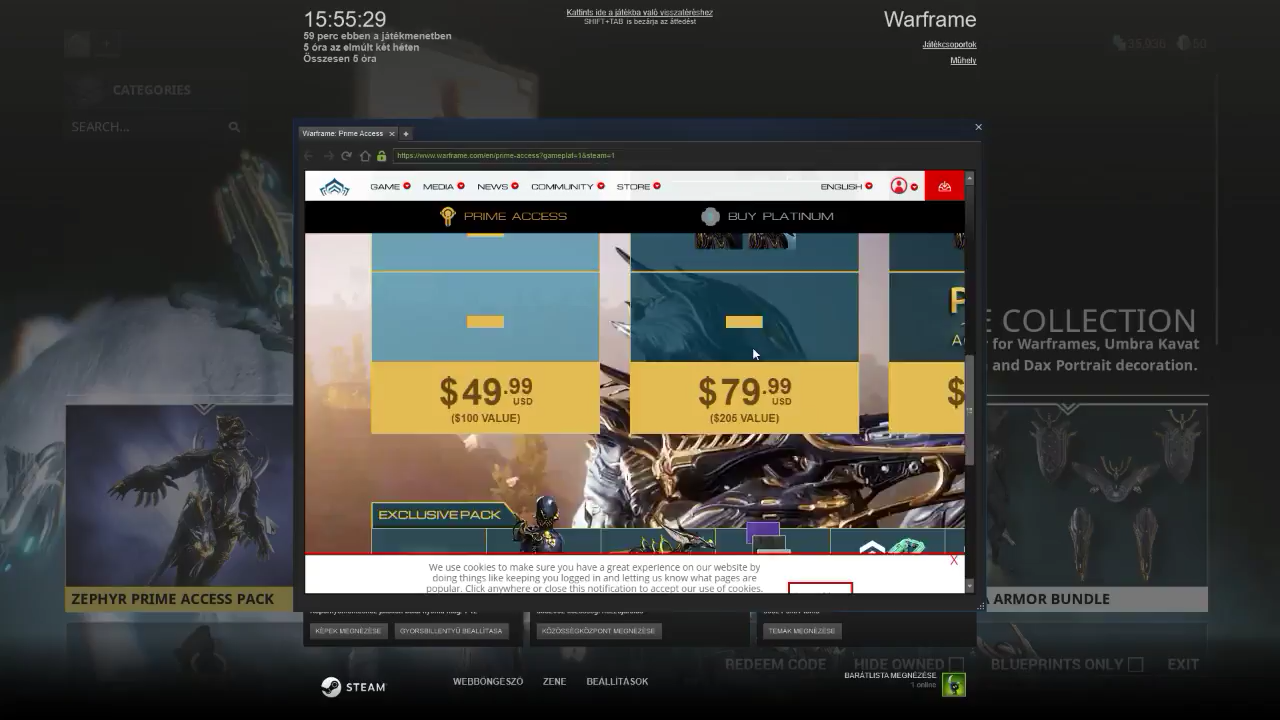 15:55:29
59 perc ebben a játékmenetben
5 óra az elmúlt két héten
Összesen 5 óra
Kattints ide a játékba való visszatéréshez
SHIFT+TAB is bezárja az átfedést
Warframe
Játékcsoportok
Műhely
35,036 50
CATEGORIES
SEARCH...
Warframe: Prime Access
https://www.warframe.com/en/prime-access?gameplat=1&steam=1
GAME MEDIA NEWS COMMUNITY STORE ENGLISH
PRIME ACCESS BUY PLATINUM
$49.99 USD
($100 VALUE)
$79.99 USD
($205 VALUE)
$
EXCLUSIVE PACK
We use cookies to make sure you have a great experience on our website by
doing things like keeping you logged in and letting us know what pages are
popular. Click anywhere or close this notification to accept our use of cookies.
X
E COLLECTION
for Warframes, Umbra Kavat
and Dax Portrait decoration.
ZEPHYR PRIME ACCESS PACK
ARMOR BUNDLE
KÉPEK MEGNÉZÉSE
GYORSBILLENTYŰ BEÁLLÍTÁSA
KÖZÖSSÉGKÖZPONT MEGNÉZÉSE
TÉMÁK MEGNÉZÉSE
REDEEM CODE HIDE OWNED BLUEPRINTS ONLY EXIT
STEAM
WEBBÖNGÉSZŐ ZENE BEÁLLÍTÁSOK
BARÁTLISTA MEGNÉZÉSE
1 online